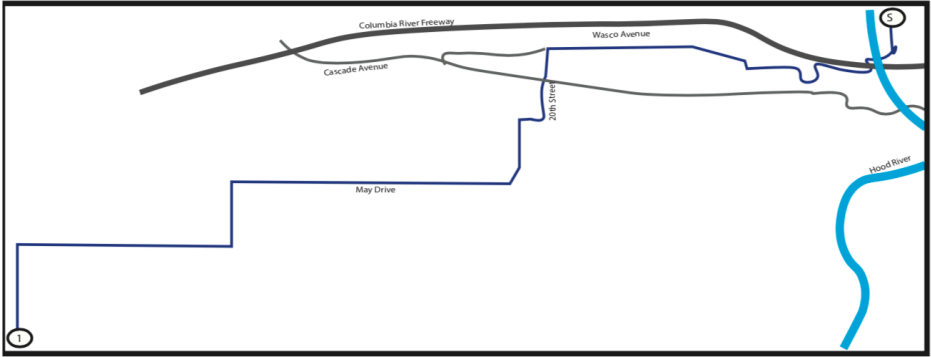 S
Columbia River Freeway
Wasco Avenue
Cascade Avenue
20th Street
Hood River
May Drive
1